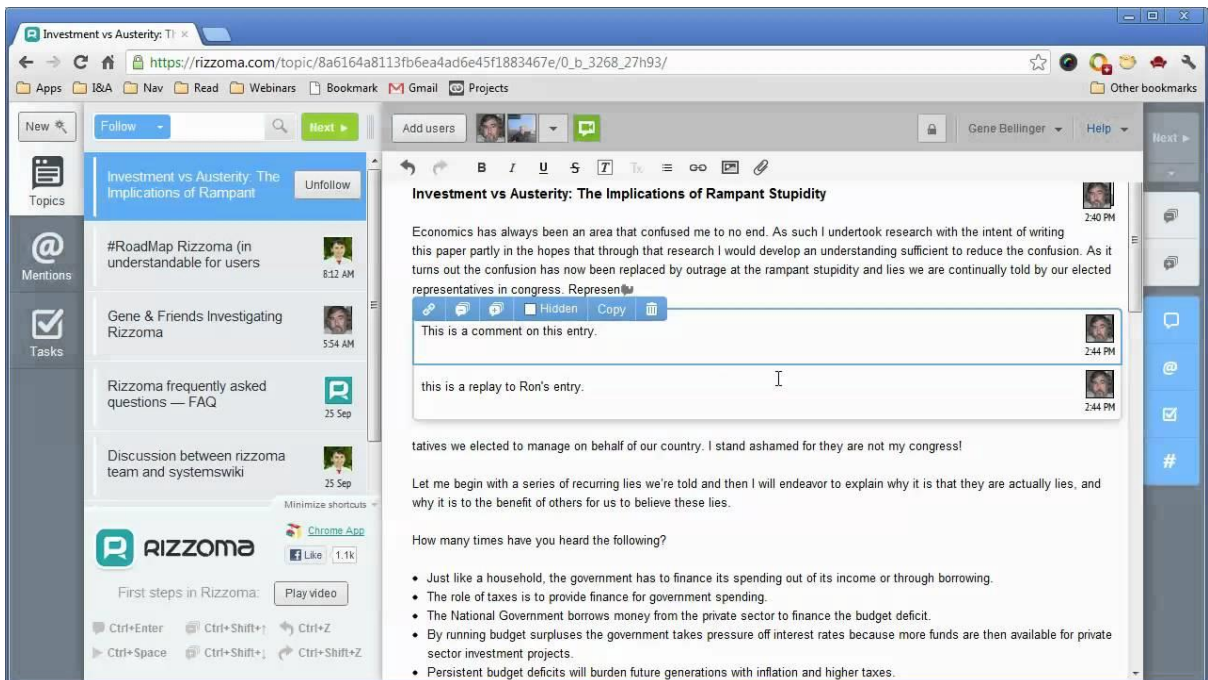 Investment vs Austerity: Th
https://rizzoma.com/topic/8a6164a8113fb6ea4ad6e45f1883467e/0_b_3268_27h93/
Apps I&A Nav Read Webinars Bookmark Gmail Projects Other bookmarks
New Follow Next Add users Gene Bellinger Help Next
Topics
Mentions
Tasks
Investment vs Austerity: The
Implications of Rampant
Unfollow
#RoadMap Rizzoma (in
understandable for users
8:12 AM
Gene & Friends Investigating
Rizzoma
5:54 AM
Rizzoma frequently asked
questions — FAQ
25 Sep
Discussion between rizzoma
team and systemswiki
25 Sep
Minimize shortcuts
RIZZOMA
Chrome App
Like 1.1k
First steps in Rizzoma: Play video
Ctrl+Enter Ctrl+Shift+↑ Ctrl+Z
Ctrl+Space Ctrl+Shift+↓ Ctrl+Shift+Z
B I U S T Tx
Investment vs Austerity: The Implications of Rampant Stupidity
2:40 PM
Economics has always been an area that confused me to no end. As such I undertook research with the intent of writing
this paper partly in the hopes that through that research I would develop an understanding sufficient to reduce the confusion. As it
turns out the confusion has now been replaced by outrage at the rampant stupidity and lies we are continually told by our elected
representatives in congress. Represen
Hidden Copy
This is a comment on this entry.
2:44 PM
this is a replay to Ron's entry.
2:44 PM
tatives we elected to manage on behalf of our country. I stand ashamed for they are not my congress!
Let me begin with a series of recurring lies we're told and then I will endeavor to explain why it is that they are actually lies, and
why it is to the benefit of others for us to believe these lies.
How many times have you heard the following?
• Just like a household, the government has to finance its spending out of its income or through borrowing.
• The role of taxes is to provide finance for government spending.
• The National Government borrows money from the private sector to finance the budget deficit.
• By running budget surpluses the government takes pressure off interest rates because more funds are then available for private
sector investment projects.
• Persistent budget deficits will burden future generations with inflation and higher taxes.
@
#